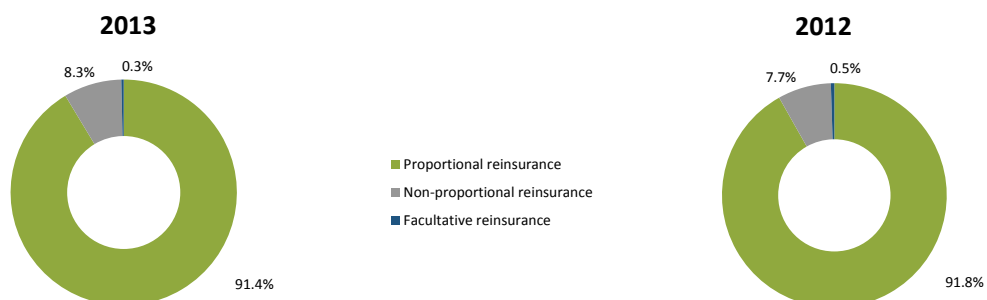 2013
8.3%
0.3%
91.4%
Proportional reinsurance
Non-proportional reinsurance
Facultative reinsurance
2012
7.7%
0.5%
91.8%